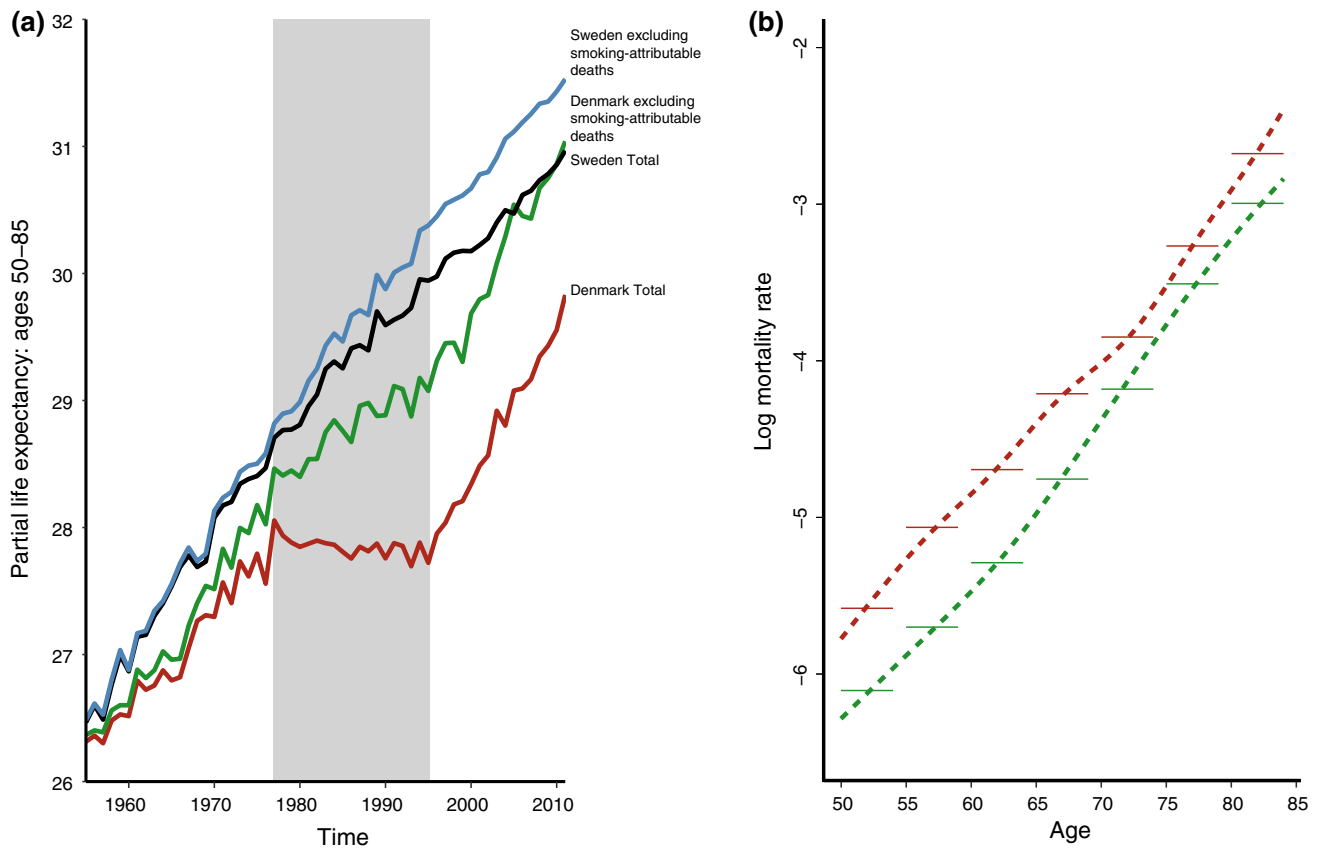 (a)
Partial life expectancy: ages 50–85
32
31
30
29
28
27
26
1960 1970 1980 1990 2000 2010
Time
Sweden excluding
smoking-attributable
deaths
Denmark excluding
smoking-attributable
deaths
Sweden Total
Denmark Total
(b)
Log mortality rate
−2
−3
−4
−5
−6
50 55 60 65 70 75 80 85
Age